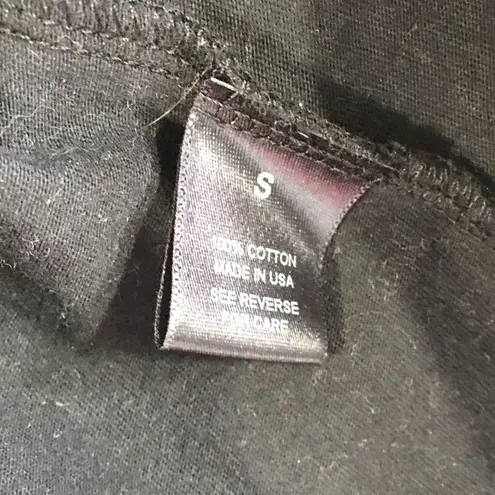 S
100% COTTON
MADE IN USA
SEE REVERSE
FOR CARE